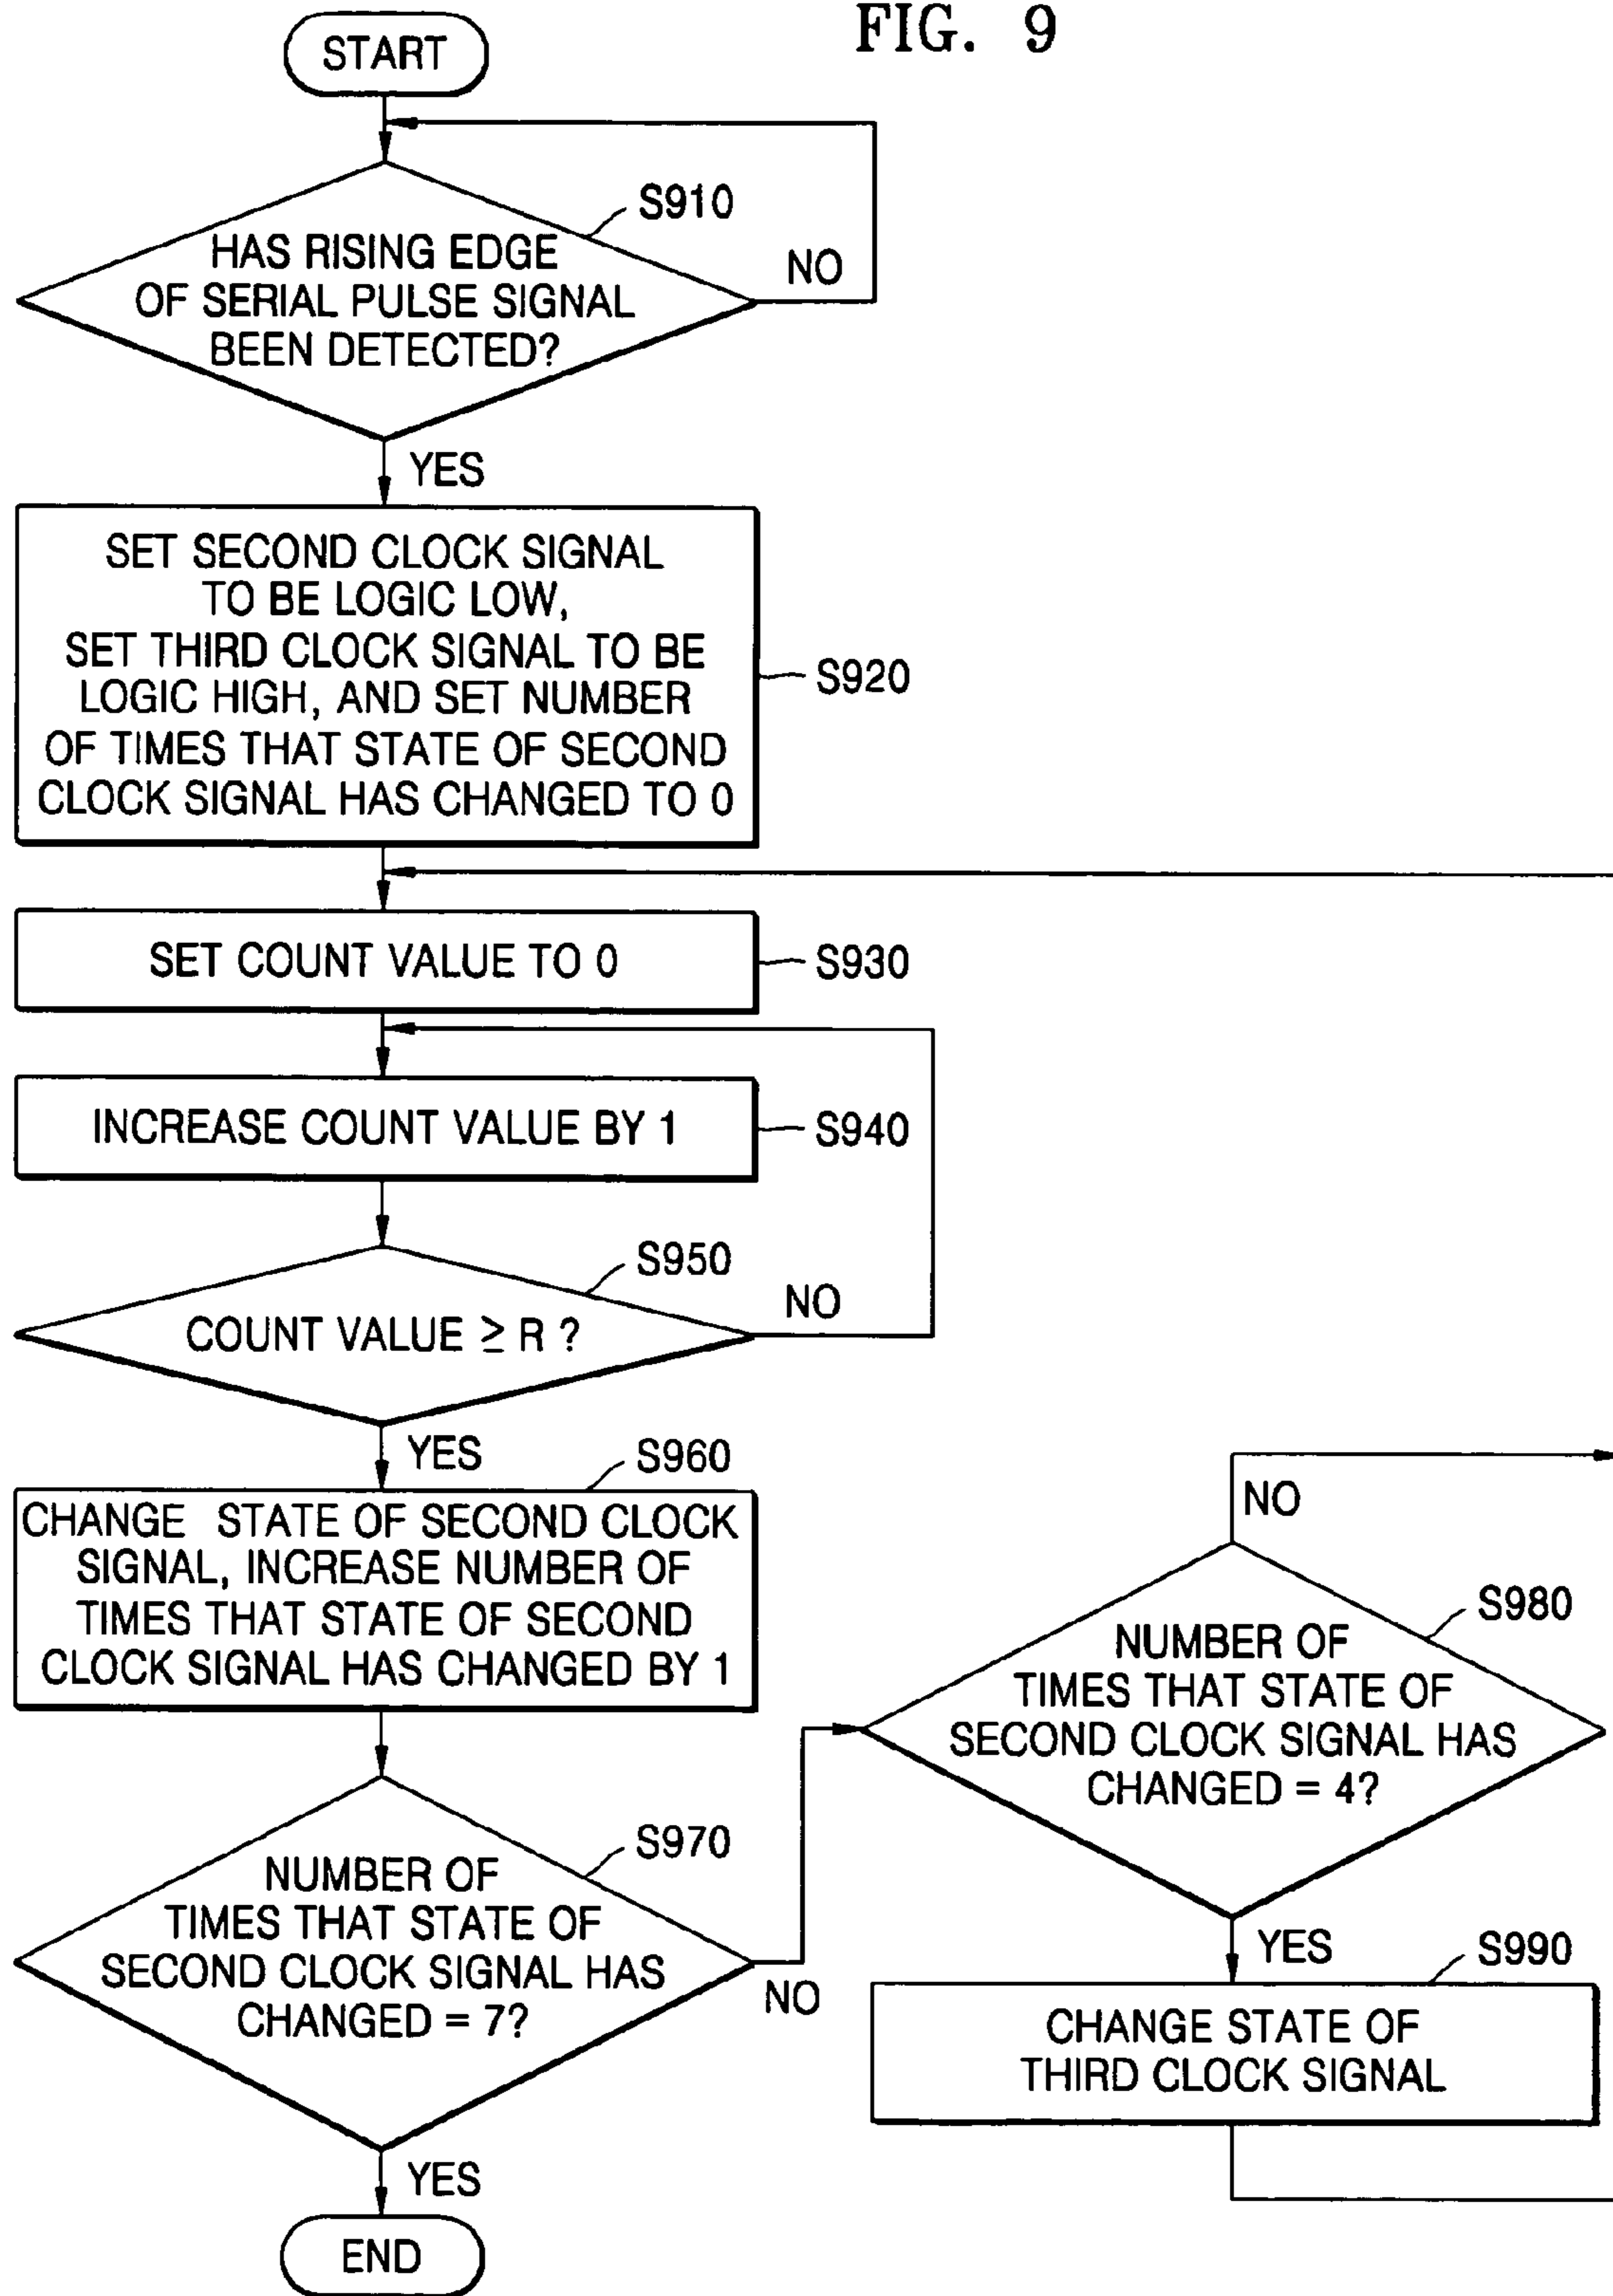 FIG. 9
START
S910
HAS RISING EDGE
OF SERIAL PULSE SIGNAL
BEEN DETECTED?
NO
YES
SET SECOND CLOCK SIGNAL
TO BE LOGIC LOW,
SET THIRD CLOCK SIGNAL TO BE
LOGIC HIGH, AND SET NUMBER
OF TIMES THAT STATE OF SECOND
CLOCK SIGNAL HAS CHANGED TO 0
S920
SET COUNT VALUE TO 0
S930
INCREASE COUNT VALUE BY 1
S940
S950
COUNT VALUE ≥ R ?
NO
YES
S960
CHANGE STATE OF SECOND CLOCK
SIGNAL, INCREASE NUMBER OF
TIMES THAT STATE OF SECOND
CLOCK SIGNAL HAS CHANGED BY 1
S970
NUMBER OF
TIMES THAT STATE OF
SECOND CLOCK SIGNAL HAS
CHANGED = 7?
NO
YES
END
NO
S980
NUMBER OF
TIMES THAT STATE OF
SECOND CLOCK SIGNAL HAS
CHANGED = 4?
YES
S990
CHANGE STATE OF
THIRD CLOCK SIGNAL